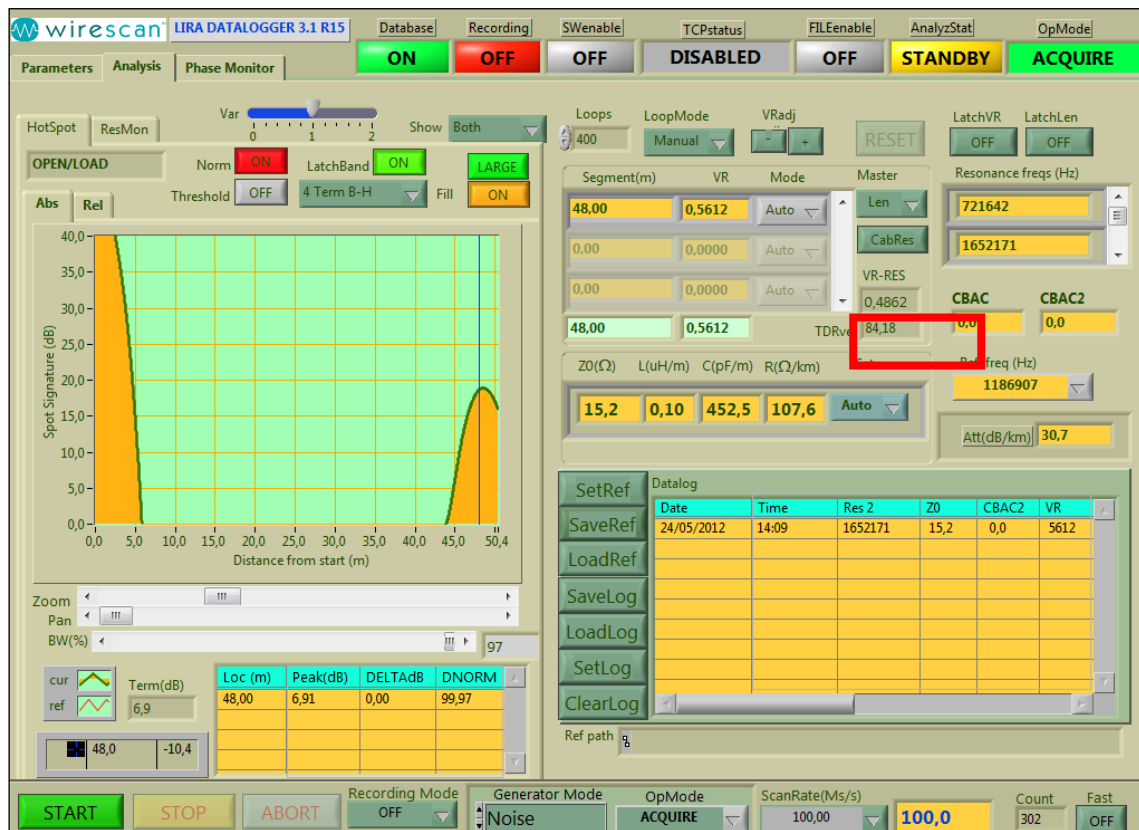 wirescan LIRA DATALOGGER 3.1 R15 Database Recording SWenable TCPstatus FILEenable AnalyzStat OpMode
ON OFF OFF DISABLED OFF STANDBY ACQUIRE
Parameters Analysis Phase Monitor
HotSpot ResMon
Var 0 1 2 Show Both
OPEN/LOAD
Norm ON LatchBand ON LARGE
Threshold OFF 4 Term B-H Fill ON
Abs Rel
40,0
35,0
30,0
25,0
20,0
15,0
10,0
5,0
0,0
Spot Signature (dB)
0,0 5,0 10,0 15,0 20,0 25,0 30,0 35,0 40,0 45,0 50,4
Distance from start (m)
Zoom
Pan
BW(%) 97
cur
ref
Term(dB)
6,9
48,0 -10,4
Loc (m) Peak(dB) DELTAdB DNORM
48,00 6,91 0,00 99,97
Loops LoopMode VRadj
400 Manual - + RESET
LatchVR LatchLen
OFF OFF
Segment(m) VR Mode Master
48,00 0,5612 Auto Len
0,00 0,0000 Auto CabRes
0,00 0,0000 Auto
VR-RES
0,4862
48,00 0,5612 TDRve 84,18
Resonance freqs (Hz)
721642
1652171
CBAC CBAC2
0,0 0,0
freq (Hz)
1186907
Att(dB/km) 30,7
Z0(Ω) L(uH/m) C(pF/m) R(Ω/km)
15,2 0,10 452,5 107,6 Auto
SetRef
SaveRef
LoadRef
SaveLog
LoadLog
SetLog
ClearLog
Datalog
Date Time Res 2 Z0 CBAC2 VR
24/05/2012 14:09 1652171 15,2 0,0 5612
Ref path
START STOP ABORT
Recording Mode
OFF
Generator Mode
Noise
OpMode
ACQUIRE
ScanRate(Ms/s)
100,00
100,0
Count
302
Fast
OFF